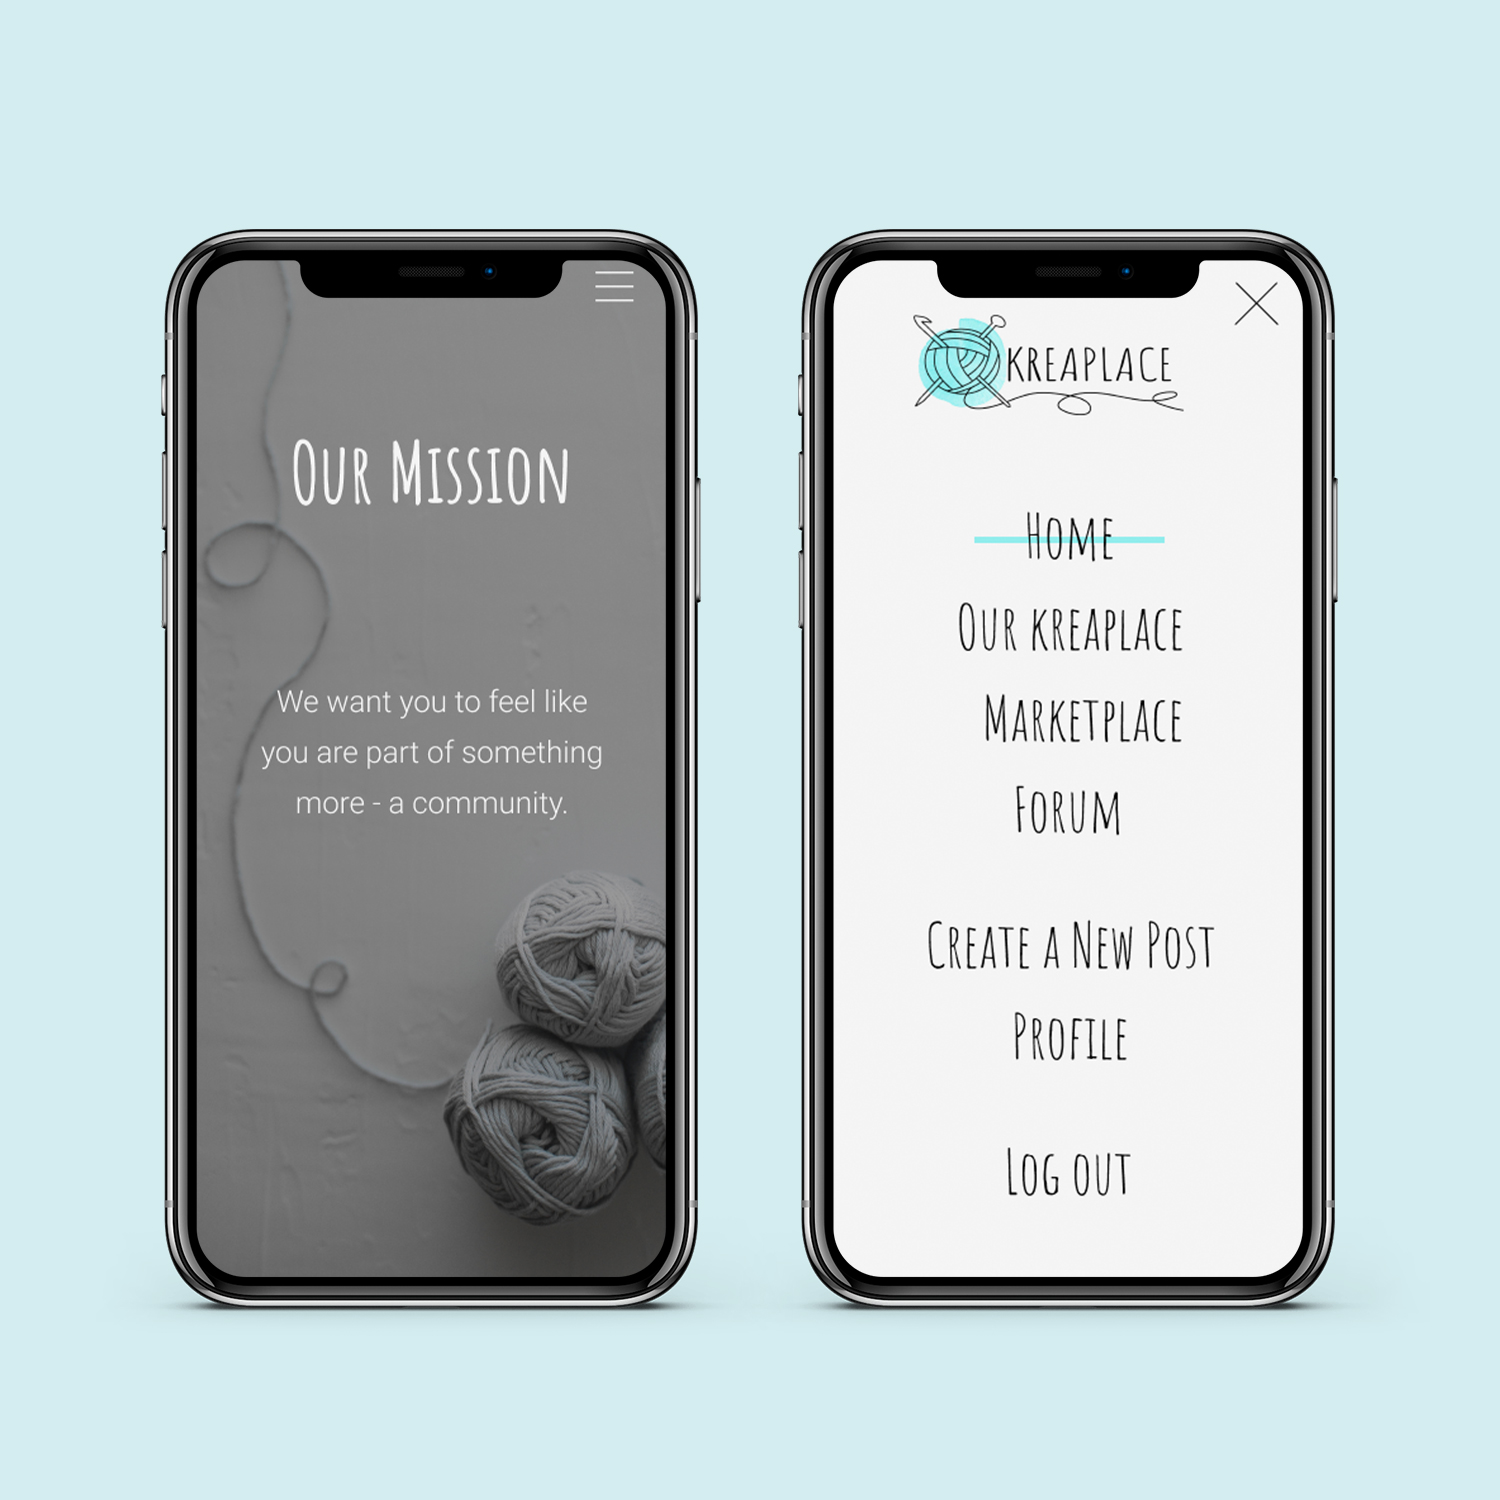 Our Mission
We want you to feel like
you are part of something
more - a community.
KREAPLACE
Home
Our kreaplace
Marketplace
Forum
Create a New Post
Profile
Log out